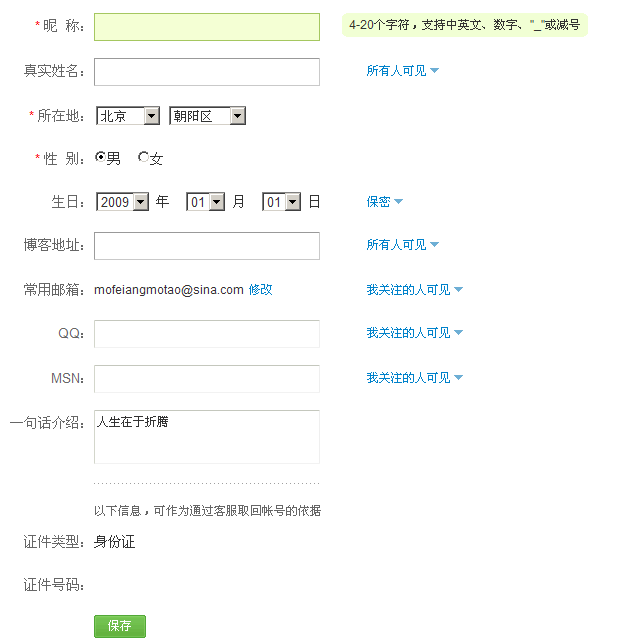 * 昵 称： 4-20个字符，支持中英文、数字、"_"或减号
真实姓名： 所有人可见
* 所在地： 北京 朝阳区
* 性 别： 男 女
生日： 2009 年 01 月 01 日 保密
博客地址： 所有人可见
常用邮箱： mofeiangmotao@sina.com 修改 我关注的人可见
QQ： 我关注的人可见
MSN： 我关注的人可见
一句话介绍： 人生在于折腾
以下信息，可作为通过客服取回帐号的依据
证件类型： 身份证
证件号码：
保存